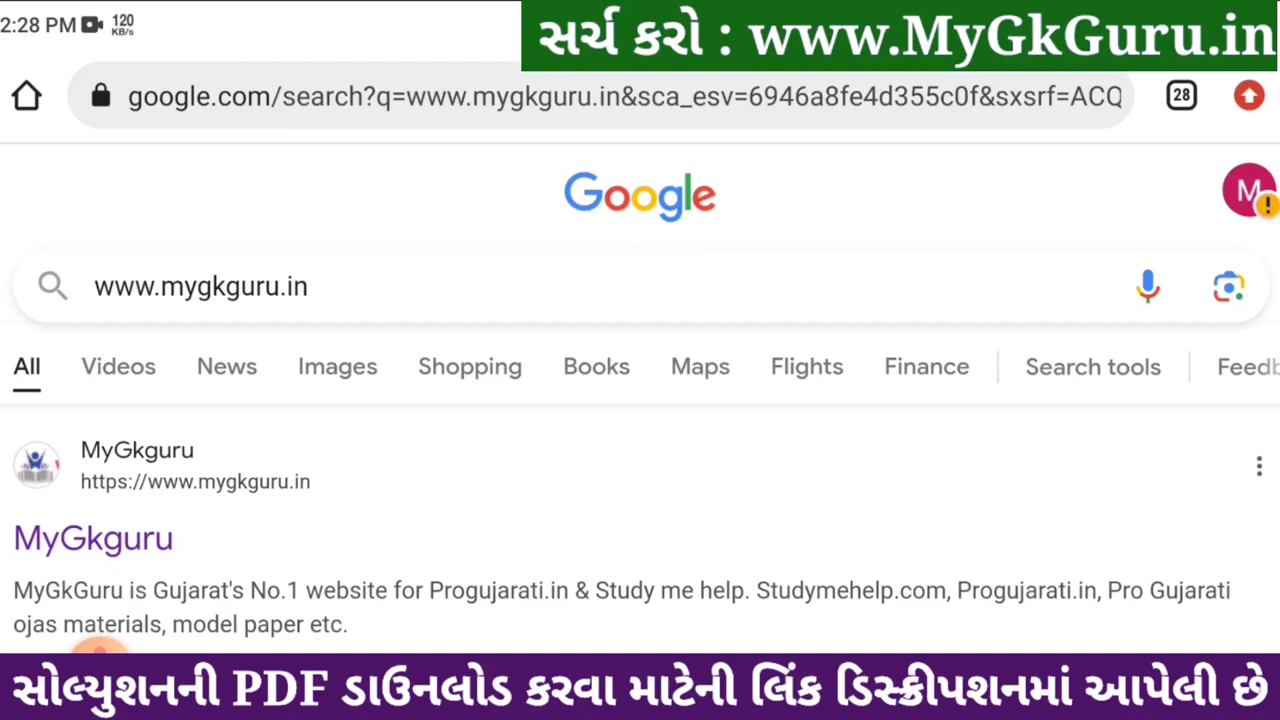 સર્ચ કરો : www.MyGkGuru.in
2:28 PM 120 KB/s
google.com/search?q=www.mygkguru.in&sca_esv=6946a8fe4d355c0f&sxsrf=ACQ
28
Google
M
www.mygkguru.in
All Videos News Images Shopping Books Maps Flights Finance Search tools Feedb
MyGkguru
https://www.mygkguru.in
MyGkguru
MyGkGuru is Gujarat's No.1 website for Progujarati.in & Study me help. Studymehelp.com, Progujarati.in, Pro Gujarati
ojas materials, model paper etc.
સોલ્યુશનની PDF ડાઉનલોડ કરવા માટેની લિંક ડિસ્ક્રીપશનમાં આપેલી છે